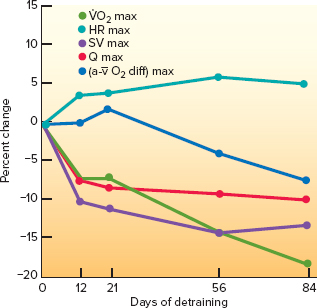 15
10
5
0
−5
−10
−15
−20
Percent change
V̇O₂ max
HR max
SV max
Q max
(a-v̅ O₂ diff) max
0 12 21 56 84
Days of detraining